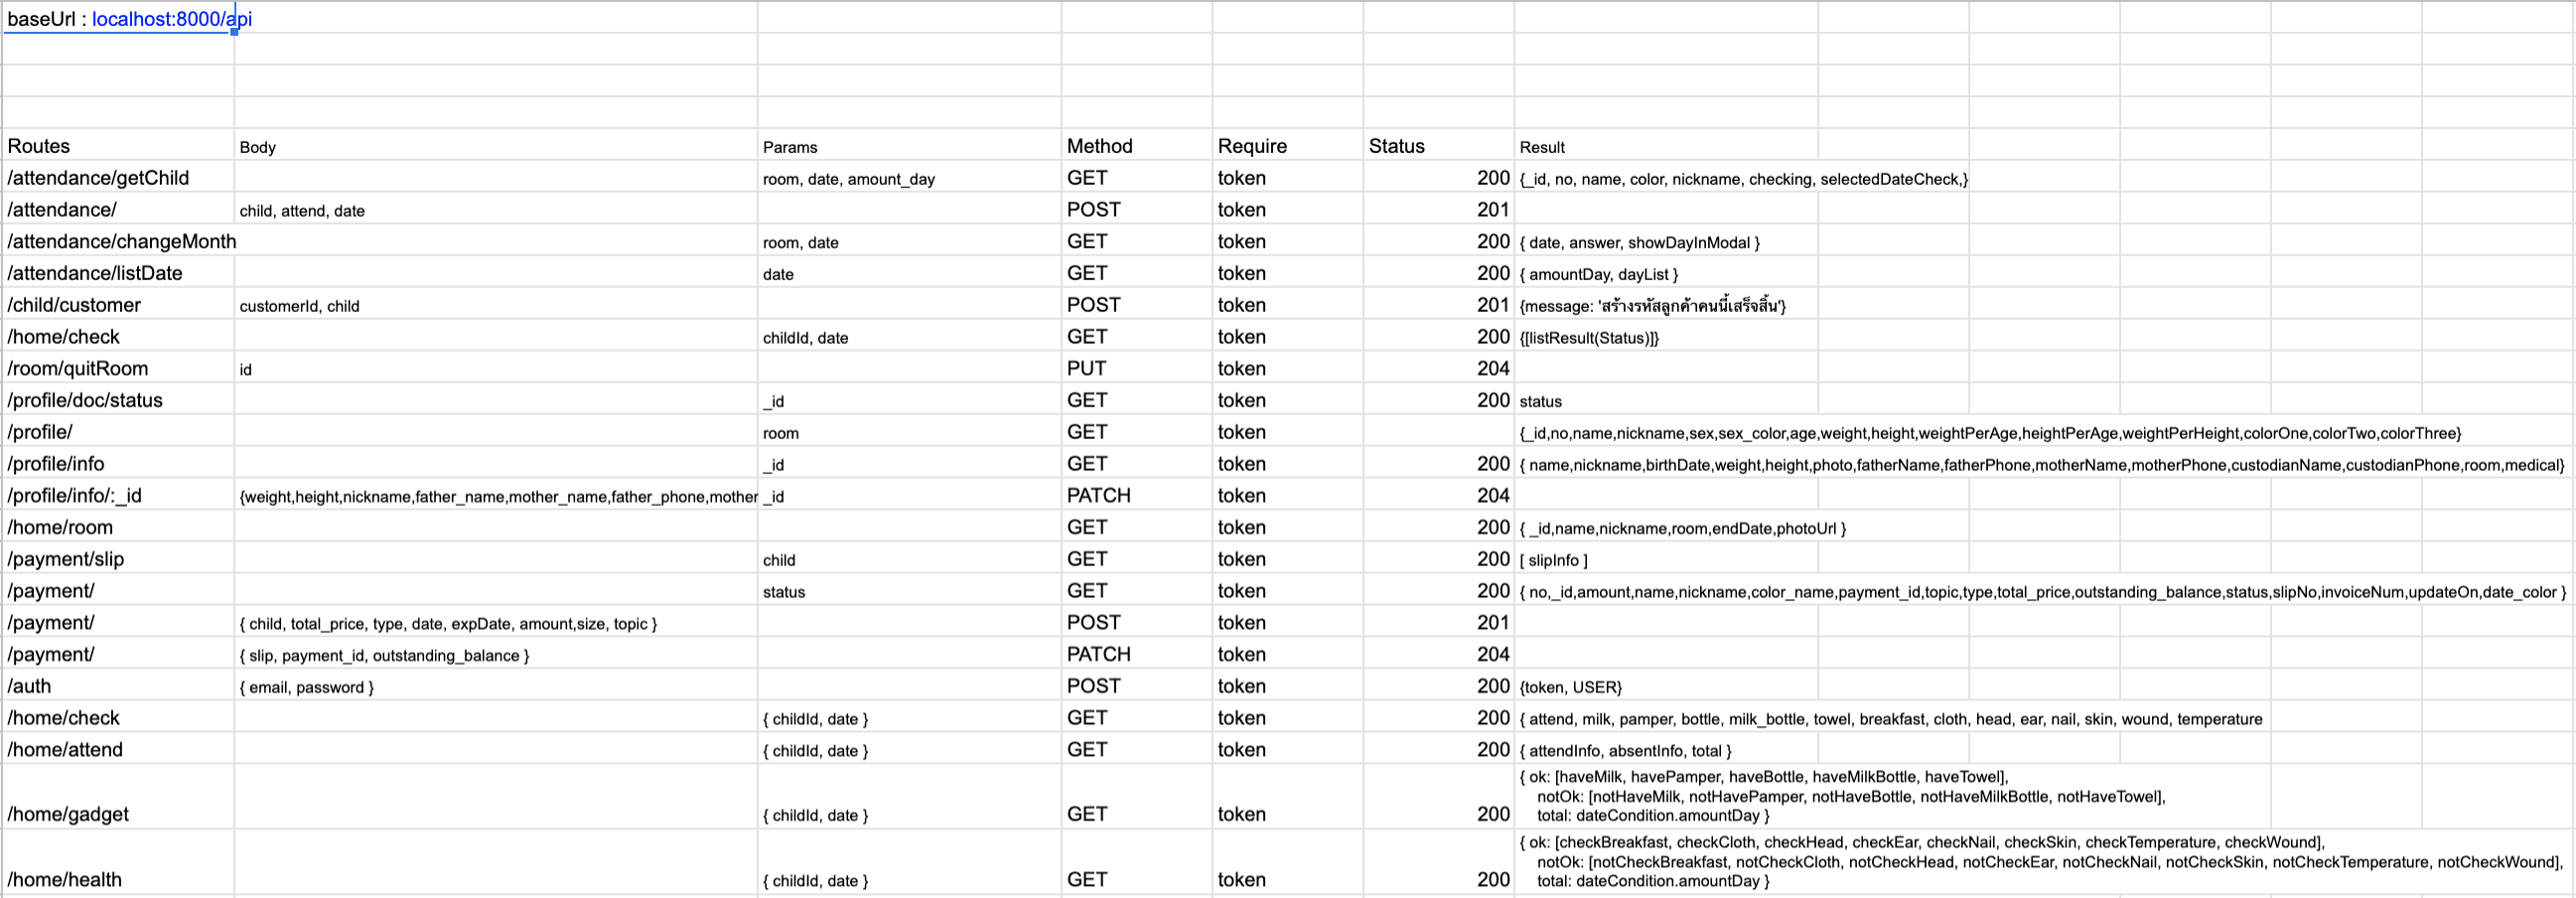 baseUrl : localhost:8000/api
Routes Body Params Method Require Status Result
/attendance/getChild room, date, amount_day GET token 200 {_id, no, name, color, nickname, checking, selectedDateCheck,}
/attendance/ child, attend, date POST token 201
/attendance/changeMonth room, date GET token 200 { date, answer, showDayInModal }
/attendance/listDate date GET token 200 { amountDay, dayList }
/child/customer customerId, child POST token 201 {message: 'สร้างรหัสลูกค้าคนนี้เสร็จสิ้น'}
/home/check childId, date GET token 200 {[listResult(Status)]}
/room/quitRoom id PUT token 204
/profile/doc/status _id GET token 200 status
/profile/ room GET token {_id,no,name,nickname,sex,sex_color,age,weight,height,weightPerAge,heightPerAge,weightPerHeight,colorOne,colorTwo,colorThree}
/profile/info _id GET token 200 { name,nickname,birthDate,weight,height,photo,fatherName,fatherPhone,motherName,motherPhone,custodianName,custodianPhone,room,medical}
/profile/info/:_id {weight,height,nickname,father_name,mother_name,father_phone,mother _id PATCH token 204
/home/room GET token 200 { _id,name,nickname,room,endDate,photoUrl }
/payment/slip child GET token 200 [ slipInfo ]
/payment/ status GET token 200 { no,_id,amount,name,nickname,color_name,payment_id,topic,type,total_price,outstanding_balance,status,slipNo,invoiceNum,updateOn,date_color }
/payment/ { child, total_price, type, date, expDate, amount,size, topic } POST token 201
/payment/ { slip, payment_id, outstanding_balance } PATCH token 204
/auth { email, password } POST token 200 {token, USER}
/home/check { childId, date } GET token 200 { attend, milk, pamper, bottle, milk_bottle, towel, breakfast, cloth, head, ear, nail, skin, wound, temperature
/home/attend { childId, date } GET token 200 { attendInfo, absentInfo, total }
{ ok: [haveMilk, havePamper, haveBottle, haveMilkBottle, haveTowel],
notOk: [notHaveMilk, notHavePamper, notHaveBottle, notHaveMilkBottle, notHaveTowel],
/home/gadget { childId, date } GET token 200 total: dateCondition.amountDay }
{ ok: [checkBreakfast, checkCloth, checkHead, checkEar, checkNail, checkSkin, checkTemperature, checkWound],
notOk: [notCheckBreakfast, notCheckCloth, notCheckHead, notCheckEar, notCheckNail, notCheckSkin, notCheckTemperature, notCheckWound],
/home/health { childId, date } GET token 200 total: dateCondition.amountDay }